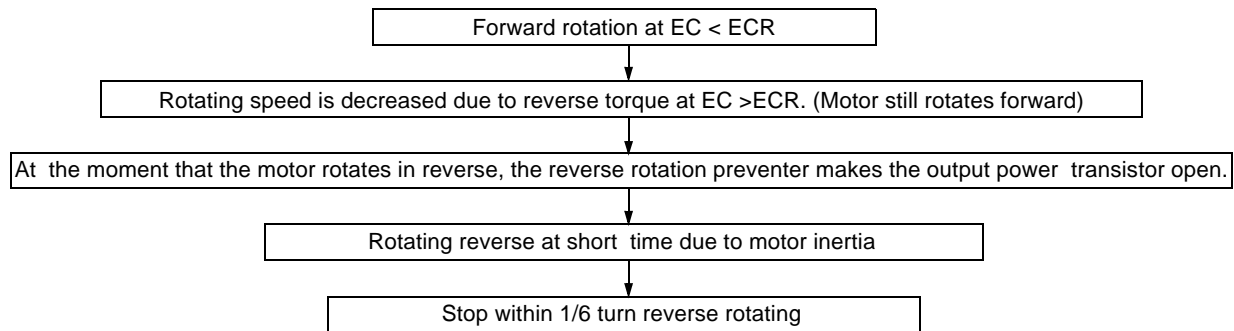 Forward rotation at EC < ECR
Rotating speed is decreased due to reverse torque at EC >ECR. (Motor still rotates forward)
At the moment that the motor rotates in reverse, the reverse rotation preventer makes the output power transistor open.
Rotating reverse at short time due to motor inertia
Stop within 1/6 turn reverse rotating